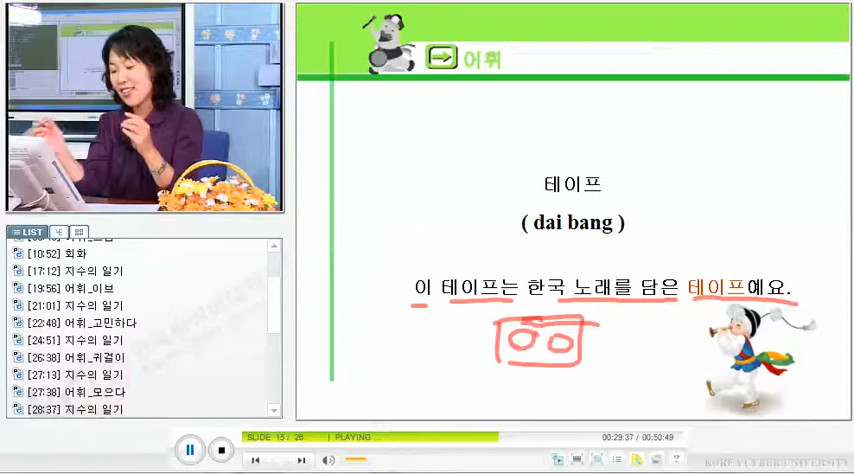 어휘
테이프
( dai bang )
이 테이프는 한국 노래를 담은 테이프예요.
LIST
[10:52] 회화
[17:12] 지수의 일기
[19:56] 어휘_이브
[21:01] 지수의 일기
[22:48] 어휘_고민하다
[24:51] 지수의 일기
[26:38] 어휘_귀걸이
[27:13] 지수의 일기
[27:38] 어휘_모으다
[28:37] 지수의 일기
SLIDE 15 / 26 | PLAYING ...
00:29:37 | 00:50:49
KOREA CYBER UNIVERSITY